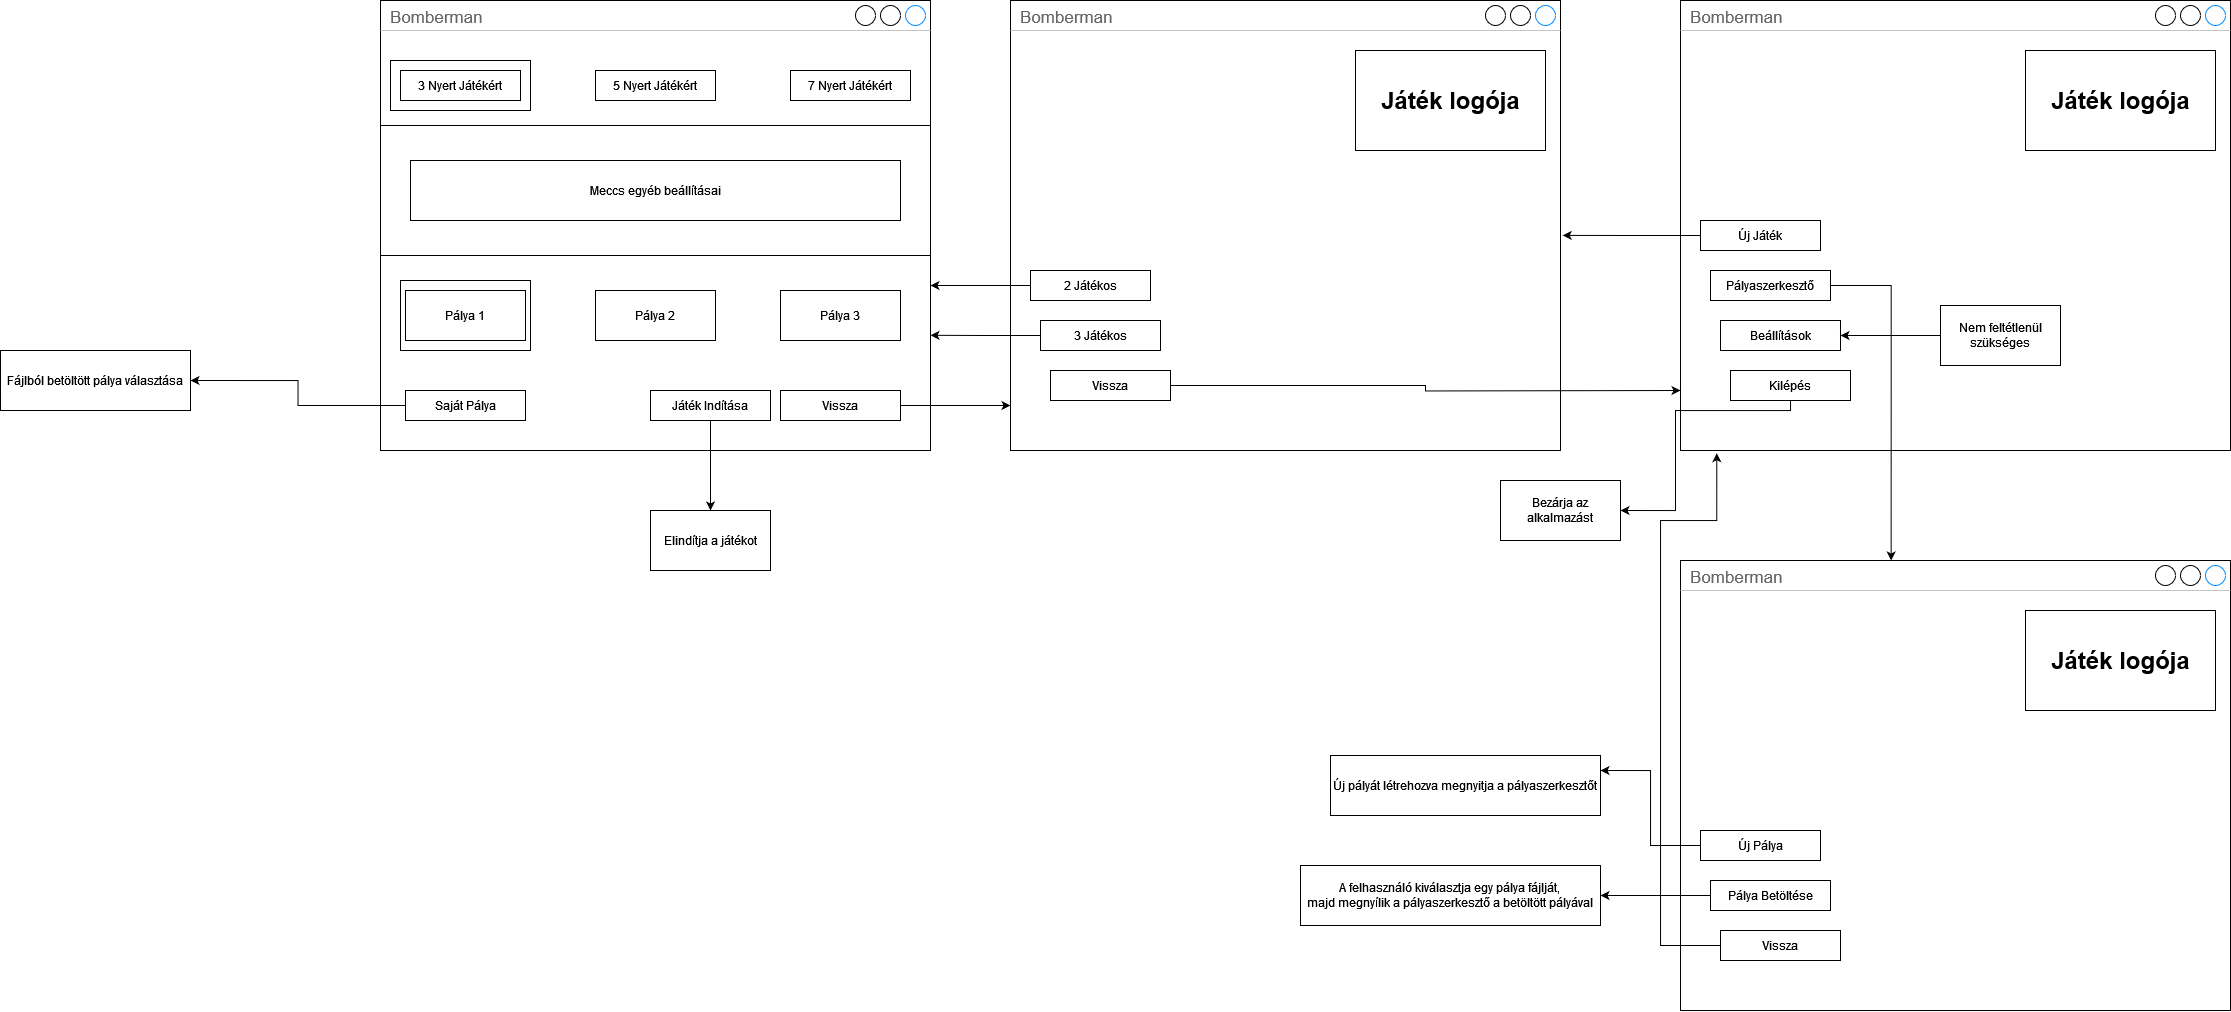 Bomberman
3 Nyert Játékért
5 Nyert Játékért
7 Nyert Játékért
Meccs egyéb beállításai
Pálya 1
Pálya 2
Pálya 3
Saját Pálya
Játék Indítása
Vissza
Fájlból betöltött pálya választása
Elindítja a játékot
Bomberman
Játék logója
2 Játékos
3 Játékos
Vissza
Bomberman
Játék logója
Új Játék
Pályaszerkesztő
Beállítások
Kilépés
Nem feltétlenül
szükséges
Bezárja az
alkalmazást
Bomberman
Játék logója
Új Pálya
Pálya Betöltése
Vissza
Új pályát létrehozva megnyitja a pályaszerkesztőt
A felhasználó kiválasztja egy pálya fájlját,
majd megnyílik a pályaszerkesztő a betöltött pályával